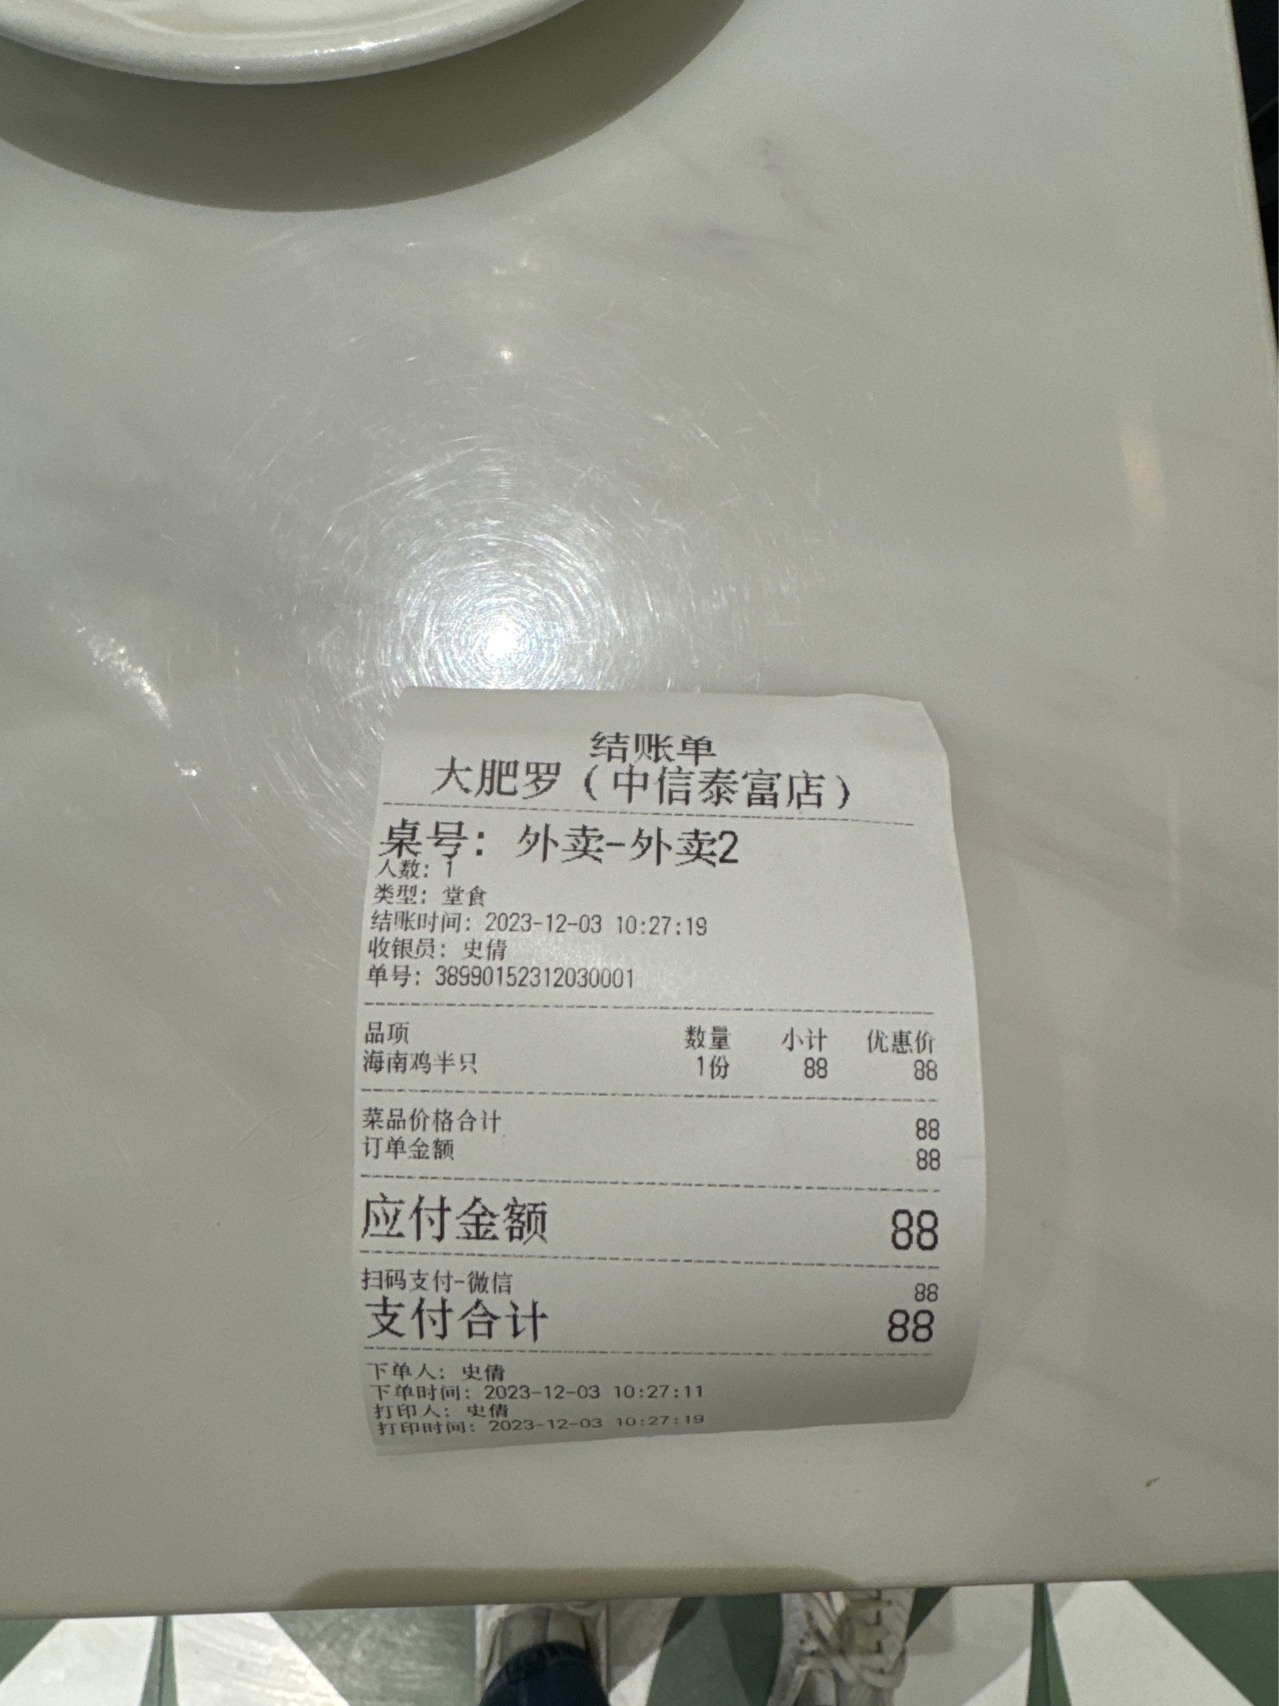 结账单
大肥罗（中信泰富店）
桌号：外卖-外卖2
人数：1
类型：堂食
结账时间：2023-12-03 10:27:19
收银员：史倩
单号：38990152312030001
品项 数量 小计 优惠价
海南鸡半只 1份 88 88
菜品价格合计 88
订单金额 88
应付金额 88
扫码支付-微信 88
支付合计 88
下单人：史倩
下单时间：2023-12-03 10:27:11
打印人：史倩
打印时间：2023-12-03 10:27:19